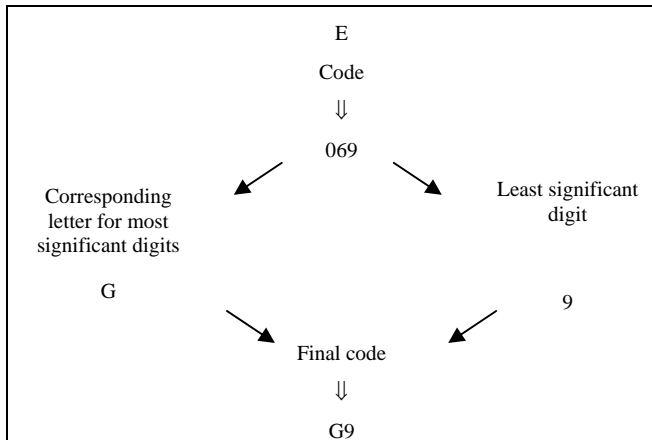 E
Code
⇓
069
Corresponding
letter for most
significant digits
G
Least significant
digit
9
Final code
⇓
G9